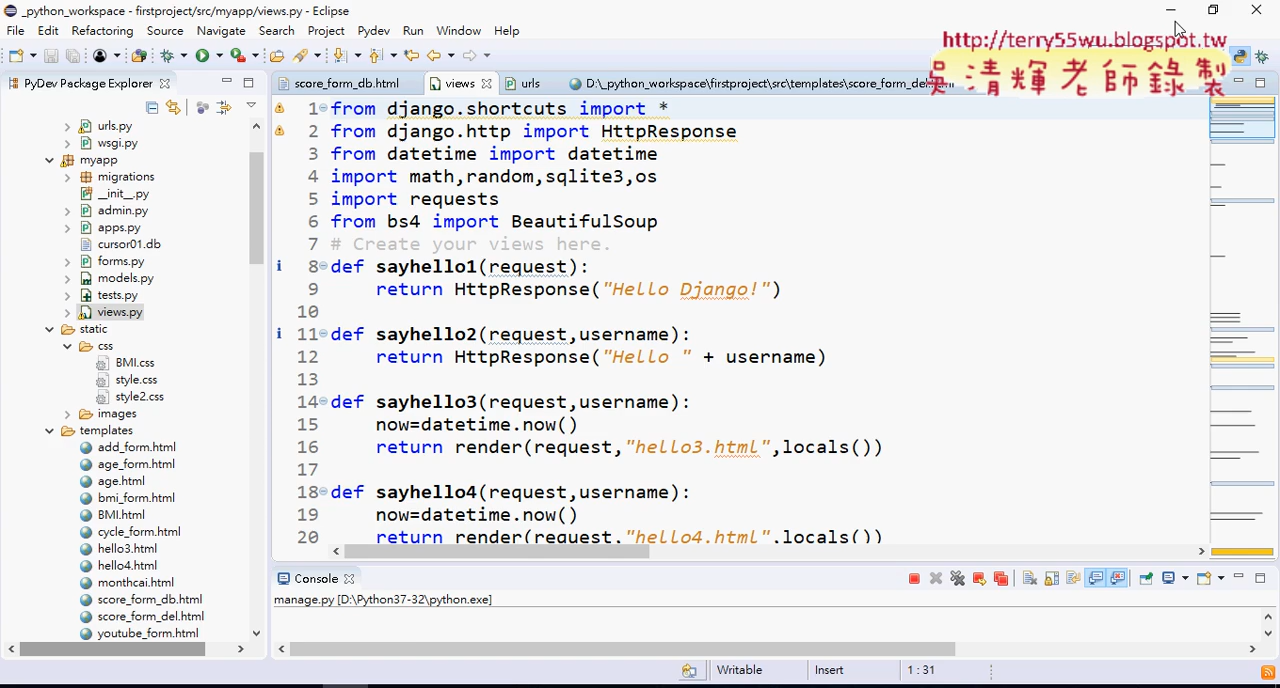 _python_workspace - firstproject/src/myapp/views.py - Eclipse
File Edit Refactoring Source Navigate Search Project Pydev Run Window Help
http://terry55wu.blogspot.tw
吳清輝老師錄製
PyDev Package Explorer
score_form_db.html views urls D:\_python_workspace\firstproject\src\templates\score_form_del.html
urls.py
wsgi.py
myapp
migrations
__init__.py
admin.py
apps.py
cursor01.db
forms.py
models.py
tests.py
views.py
static
css
BMI.css
style.css
style2.css
images
templates
add_form.html
age_form.html
age.html
bmi_form.html
BMI.html
cycle_form.html
hello3.html
hello4.html
monthcai.html
score_form_db.html
score_form_del.html
youtube_form.html
1 from django.shortcuts import *
2 from django.http import HttpResponse
3 from datetime import datetime
4 import math,random,sqlite3,os
5 import requests
6 from bs4 import BeautifulSoup
7 # Create your views here.
8 def sayhello1(request):
9 return HttpResponse("Hello Django!")
10
11 def sayhello2(request,username):
12 return HttpResponse("Hello " + username)
13
14 def sayhello3(request,username):
15 now=datetime.now()
16 return render(request,"hello3.html",locals())
17
18 def sayhello4(request,username):
19 now=datetime.now()
20 return render(request,"hello4.html",locals())
Console
manage.py [D:\Python37-32\python.exe]
Writable Insert 1 : 31